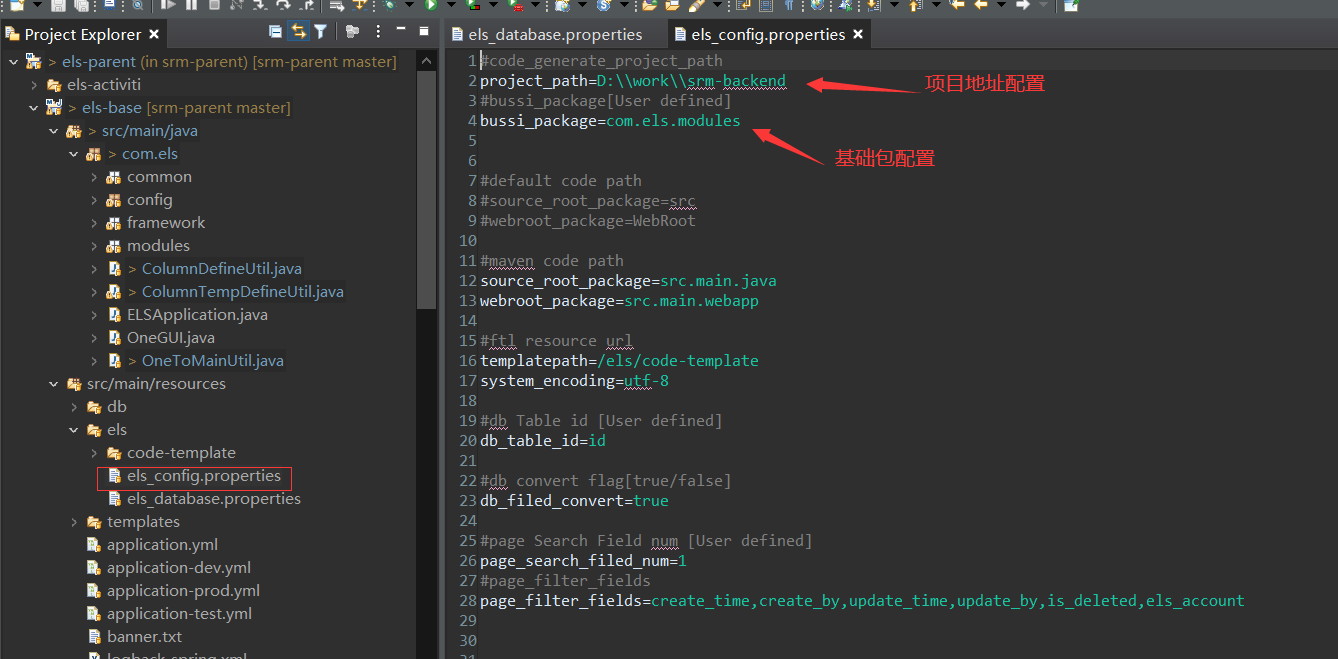 Project Explorer
els_database.properties
els_config.properties
> els-parent (in srm-parent) [srm-parent master]
els-activiti
> els-base [srm-parent master]
> src/main/java
> com.els
common
config
framework
modules
> ColumnDefineUtil.java
> ColumnTempDefineUtil.java
ELSApplication.java
OneGUI.java
> OneToMainUtil.java
src/main/resources
db
els
code-template
els_config.properties
els_database.properties
templates
application.yml
application-dev.yml
application-prod.yml
application-test.yml
banner.txt
logback-spring.xml
1 #code_generate_project_path
2 project_path=D:\\work\\srm-backend
项目地址配置
3 #bussi_package[User defined]
4 bussi_package=com.els.modules
基础包配置
5
6
7 #default code path
8 #source_root_package=src
9 #webroot_package=WebRoot
10
11 #maven code path
12 source_root_package=src.main.java
13 webroot_package=src.main.webapp
14
15 #ftl resource url
16 templatepath=/els/code-template
17 system_encoding=utf-8
18
19 #db Table id [User defined]
20 db_table_id=id
21
22 #db convert flag[true/false]
23 db_filed_convert=true
24
25 #page Search Field num [User defined]
26 page_search_filed_num=1
27 #page_filter_fields
28 page_filter_fields=create_time,create_by,update_time,update_by,is_deleted,els_account
29
30
31